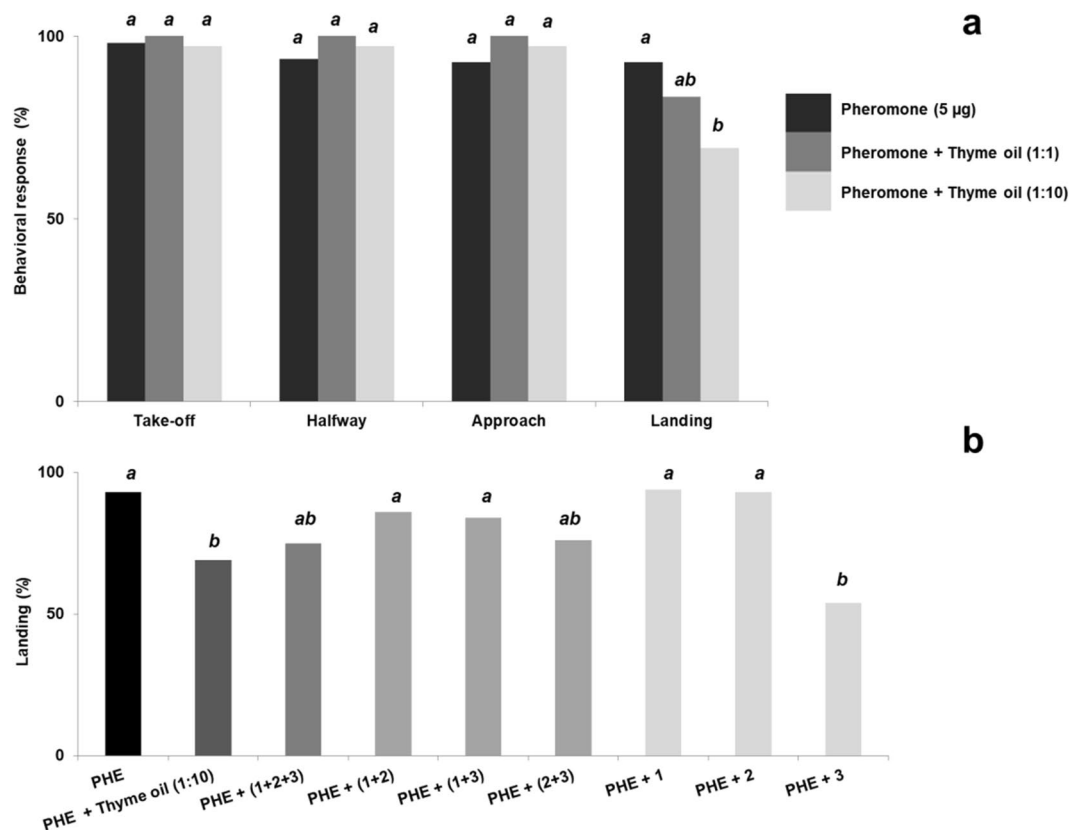 a
a a a
a a a
a a a
a ab b
100
50
0
Behavioral response (%)
Take-off Halfway Approach Landing
Pheromone (5 µg)
Pheromone + Thyme oil (1:1)
Pheromone + Thyme oil (1:10)
b
100
50
0
Landing (%)
a b ab a a ab a a b
PHE
PHE + Thyme oil (1:10)
PHE + (1+2+3)
PHE + (1+2)
PHE + (1+3)
PHE + (2+3)
PHE + 1
PHE + 2
PHE + 3